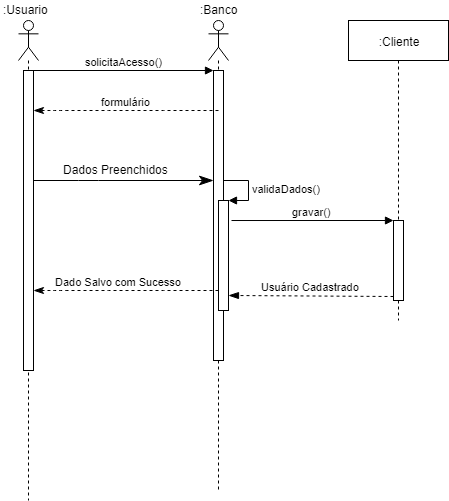 :Usuario
:Banco
:Cliente
solicitaAcesso()
formulário
Dados Preenchidos
validaDados()
gravar()
Dado Salvo com Sucesso
Usuário Cadastrado